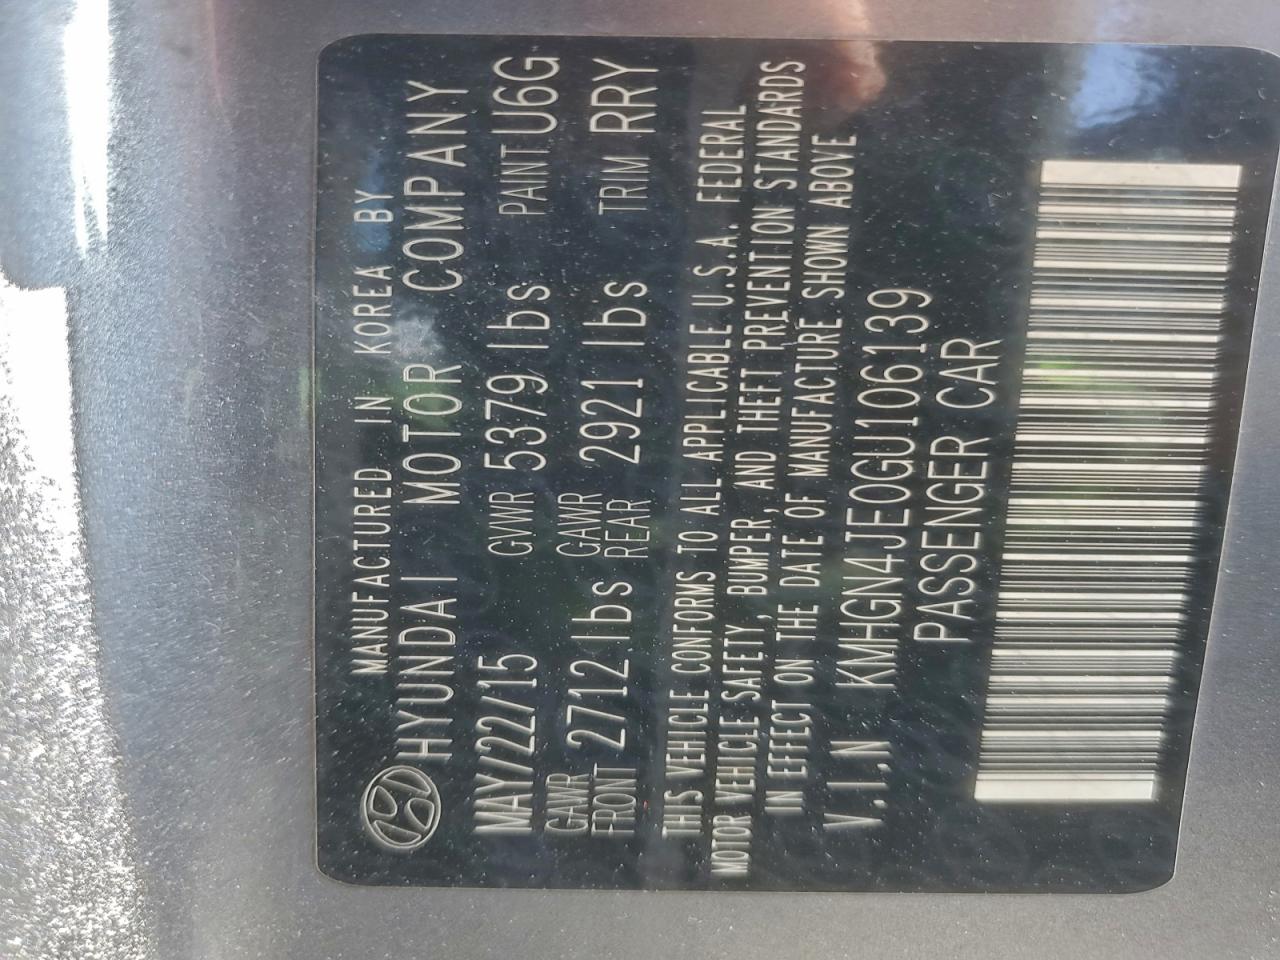 MANUFACTURED IN KOREA BY
HYUNDAI MOTOR COMPANY
MAY/22/15 GVWR 5379 lbs PAINT U6G
GAWR FRONT 2712 lbs GAWR REAR 2921 lbs TRIM RRY
THIS VEHICLE CONFORMS TO ALL APPLICABLE U.S.A. FEDERAL
MOTOR VEHICLE SAFETY, BUMPER, AND THEFT PREVENTION STANDARDS
IN EFFECT ON THE DATE OF MANUFACTURE SHOWN ABOVE
V.I.N KMHGN4JE0GU106139
PASSENGER CAR